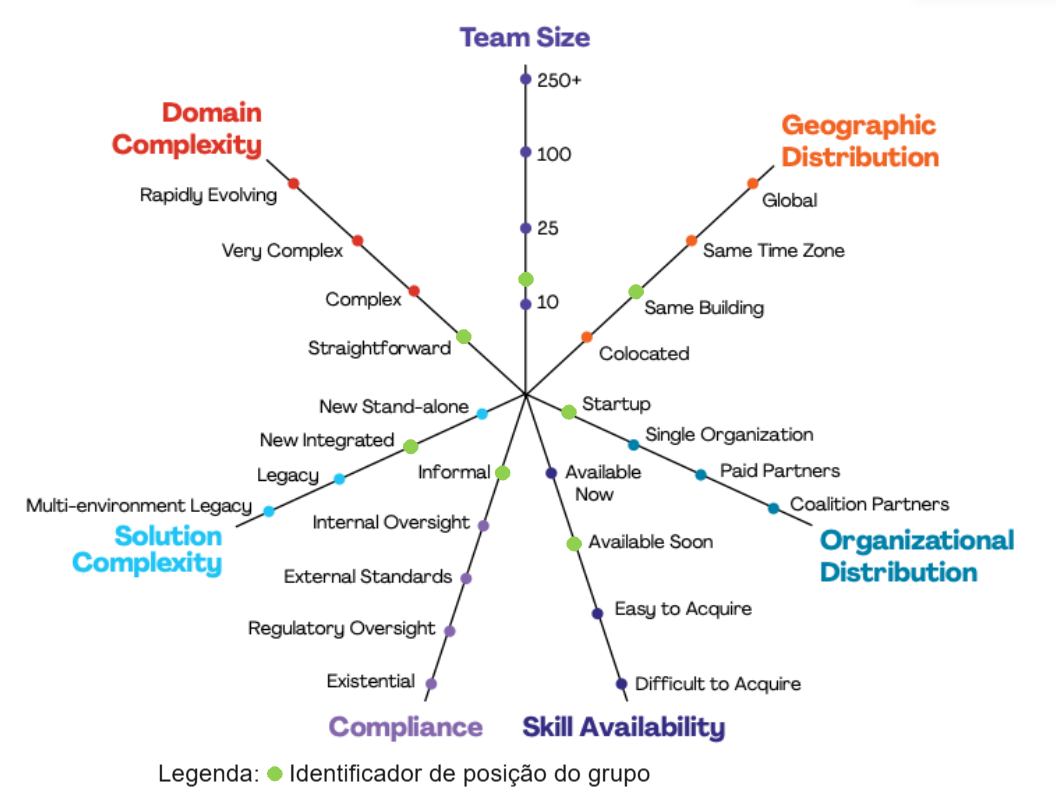 Team Size
250+
100
25
10
Domain
Complexity
Rapidly Evolving
Very Complex
Complex
Straightforward
Geographic
Distribution
Global
Same Time Zone
Same Building
Colocated
New Stand-alone
New Integrated
Legacy
Multi-environment Legacy
Solution
Complexity
Startup
Single Organization
Paid Partners
Coalition Partners
Organizational
Distribution
Informal
Internal Oversight
External Standards
Regulatory Oversight
Existential
Compliance
Available
Now
Available Soon
Easy to Acquire
Difficult to Acquire
Skill Availability
Legenda: Identificador de posição do grupo